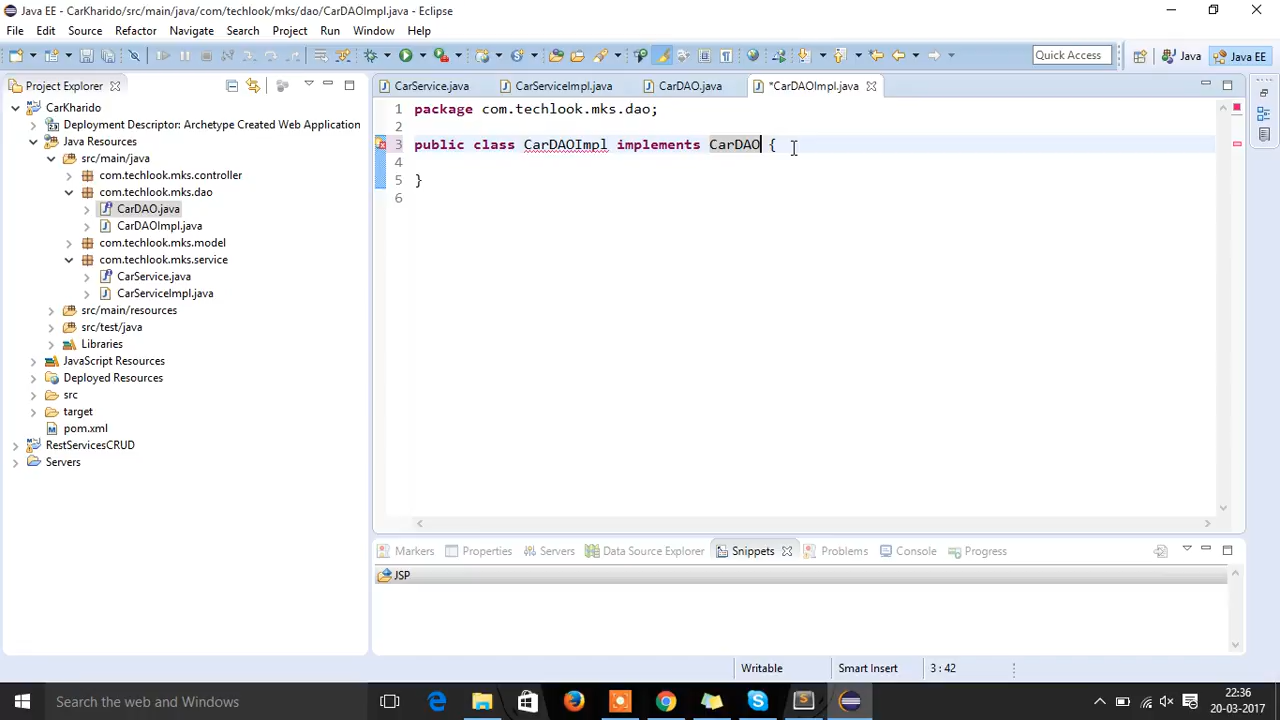 Java EE - CarKharido/src/main/java/com/techlook/mks/dao/CarDAOImpl.java - Eclipse
File Edit Source Refactor Navigate Search Project Run Window Help
Quick Access
Java
Java EE
Project Explorer
CarKharido
Deployment Descriptor: Archetype Created Web Application
Java Resources
src/main/java
com.techlook.mks.controller
com.techlook.mks.dao
CarDAO.java
CarDAOImpl.java
com.techlook.mks.model
com.techlook.mks.service
CarService.java
CarServiceImpl.java
src/main/resources
src/test/java
Libraries
JavaScript Resources
Deployed Resources
src
target
pom.xml
RestServicesCRUD
Servers
CarService.java CarServiceImpl.java CarDAO.java *CarDAOImpl.java
1 package com.techlook.mks.dao;
2
3 public class CarDAOImpl implements CarDAO {
4
5 }
6
Markers Properties Servers Data Source Explorer Snippets Problems Console Progress
JSP
Writable Smart Insert 3 : 42
Search the web and Windows
22:36
20-03-2017